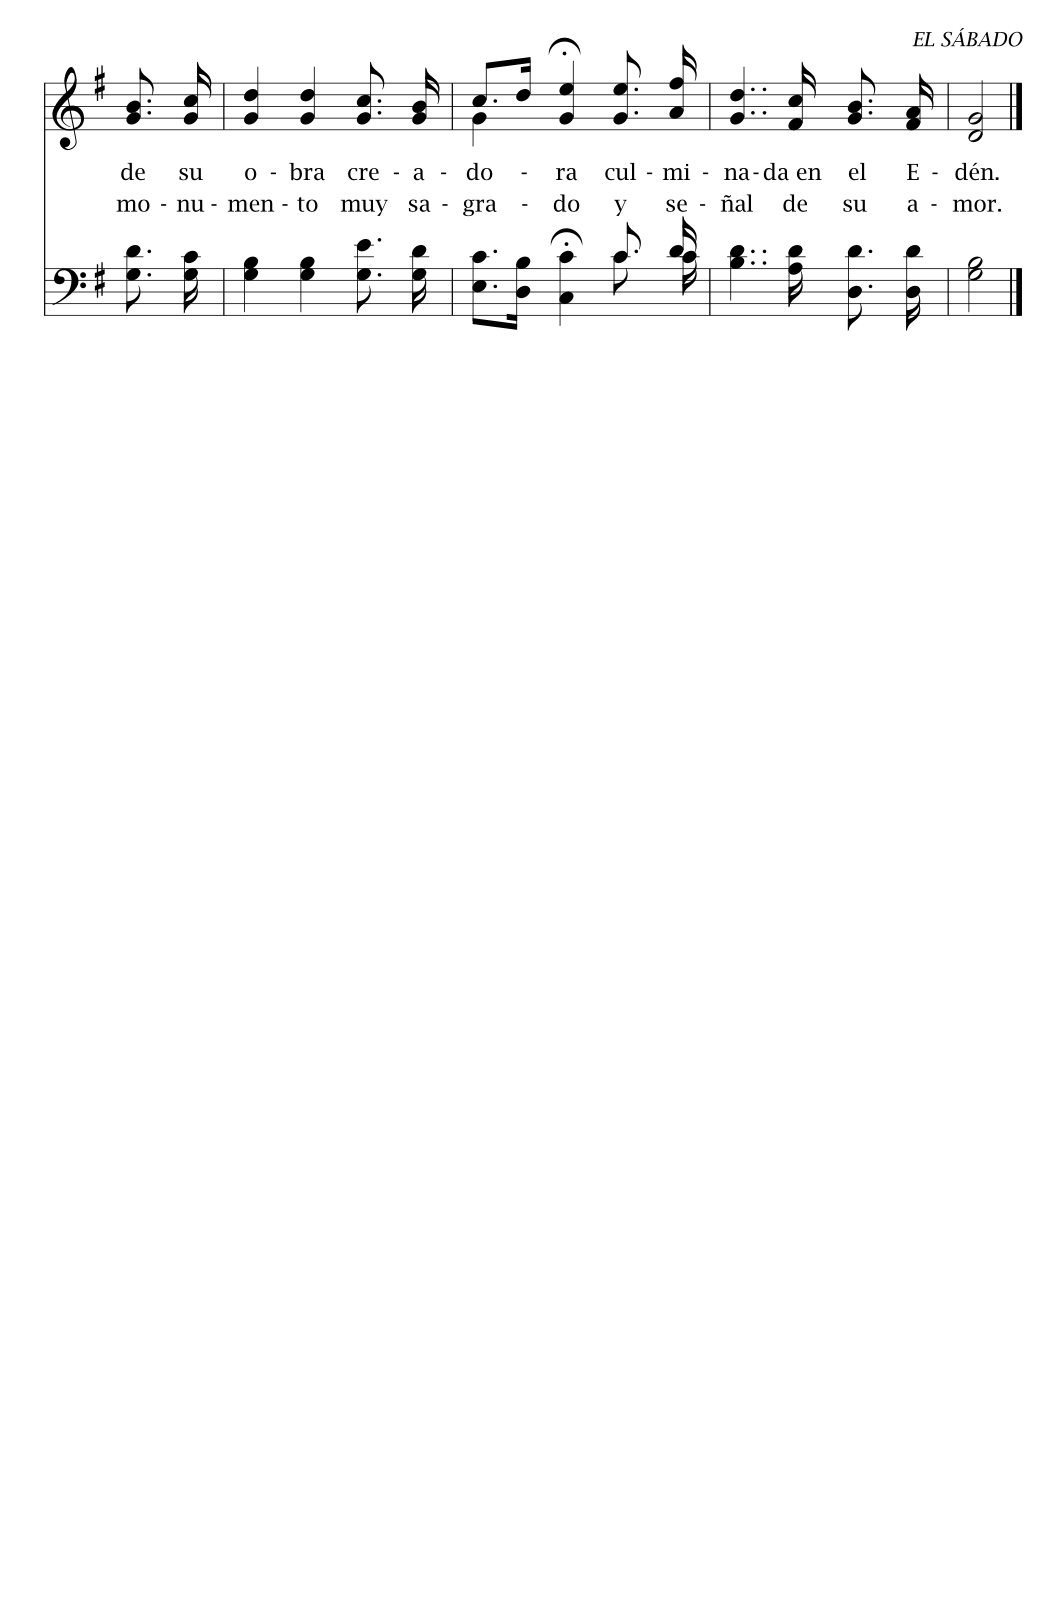 EL SÁBADO
de su o - bra cre - a - do - ra cul - mi - na - da en el E - dén.
mo - nu - men - to muy sa - gra - do y se - ñal de su a - mor.